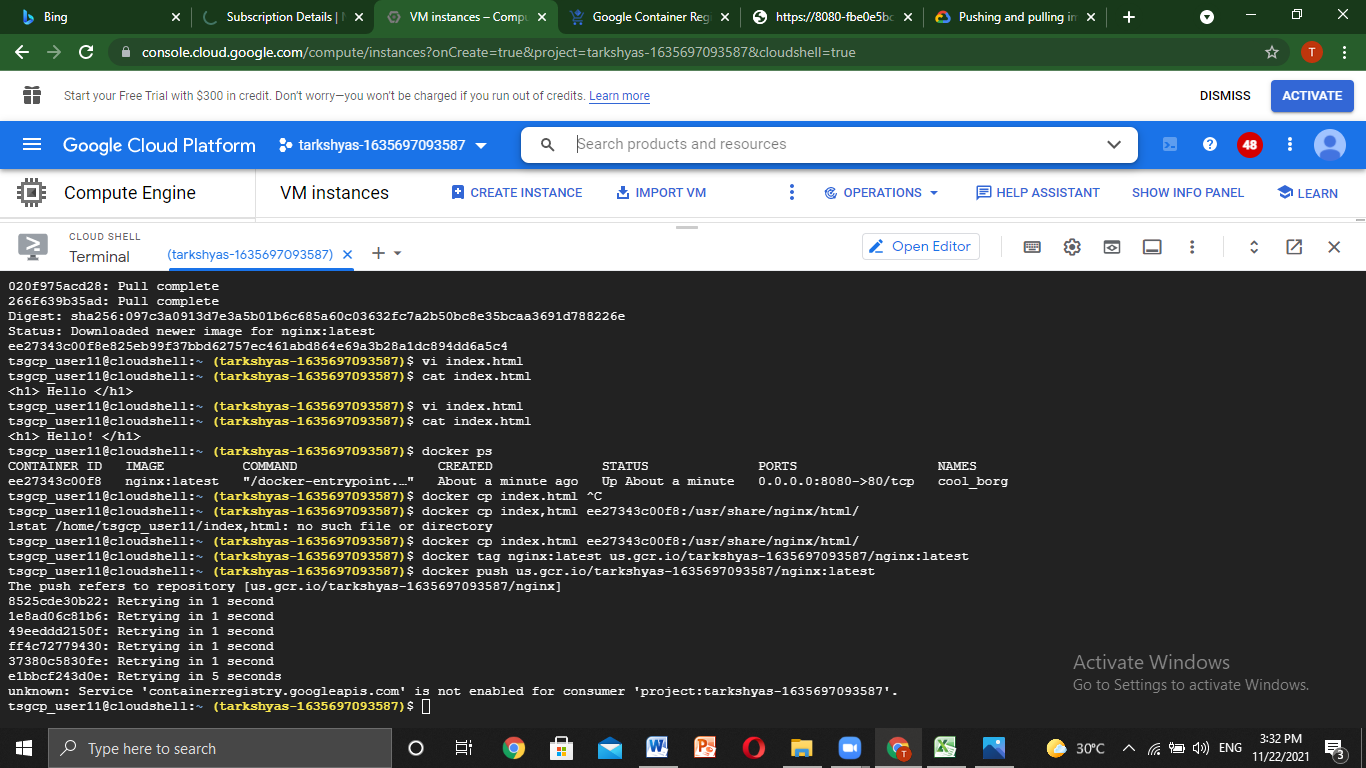 Bing
Subscription Details |
VM instances – Compu
Google Container Reg
https://8080-fbe0e5bc
Pushing and pulling im
console.cloud.google.com/compute/instances?onCreate=true&project=tarkshyas-1635697093587&cloudshell=true
T
Start your Free Trial with $300 in credit. Don't worry—you won't be charged if you run out of credits. Learn more
DISMISS
ACTIVATE
Google Cloud Platform
tarkshyas-1635697093587
Search products and resources
48
Compute Engine
VM instances
CREATE INSTANCE
IMPORT VM
OPERATIONS
HELP ASSISTANT
SHOW INFO PANEL
LEARN
CLOUD SHELL
Terminal
(tarkshyas-1635697093587)
Open Editor
020f975acd28: Pull complete
266f639b35ad: Pull complete
Digest: sha256:097c3a0913d7e3a5b01b6c685a60c03632fc7a2b50bc8e35bcaa3691d788226e
Status: Downloaded newer image for nginx:latest
ee27343c00f8e825eb99f37bbd62757ec461abd864e69a3b28a1dc894dd6a5c4
tsgcp_user11@cloudshell:~ (tarkshyas-1635697093587)$ vi index.html
tsgcp_user11@cloudshell:~ (tarkshyas-1635697093587)$ cat index.html
<h1> Hello </h1>
tsgcp_user11@cloudshell:~ (tarkshyas-1635697093587)$ vi index.html
tsgcp_user11@cloudshell:~ (tarkshyas-1635697093587)$ cat index.html
<h1> Hello! </h1>
tsgcp_user11@cloudshell:~ (tarkshyas-1635697093587)$ docker ps
CONTAINER ID   IMAGE          COMMAND                  CREATED              STATUS              PORTS                  NAMES
ee27343c00f8   nginx:latest   "/docker-entrypoint.…"   About a minute ago   Up About a minute   0.0.0.0:8080->80/tcp   cool_borg
tsgcp_user11@cloudshell:~ (tarkshyas-1635697093587)$ docker cp index.html ^C
tsgcp_user11@cloudshell:~ (tarkshyas-1635697093587)$ docker cp index,html ee27343c00f8:/usr/share/nginx/html/
lstat /home/tsgcp_user11/index,html: no such file or directory
tsgcp_user11@cloudshell:~ (tarkshyas-1635697093587)$ docker cp index.html ee27343c00f8:/usr/share/nginx/html/
tsgcp_user11@cloudshell:~ (tarkshyas-1635697093587)$ docker tag nginx:latest us.gcr.io/tarkshyas-1635697093587/nginx:latest
tsgcp_user11@cloudshell:~ (tarkshyas-1635697093587)$ docker push us.gcr.io/tarkshyas-1635697093587/nginx:latest
The push refers to repository [us.gcr.io/tarkshyas-1635697093587/nginx]
8525cde30b22: Retrying in 1 second
1e8ad06c81b6: Retrying in 1 second
49eeddd2150f: Retrying in 1 second
ff4c72779430: Retrying in 1 second
37380c5830fe: Retrying in 1 second
e1bbcf243d0e: Retrying in 5 seconds
unknown: Service 'containerregistry.googleapis.com' is not enabled for consumer 'project:tarkshyas-1635697093587'.
tsgcp_user11@cloudshell:~ (tarkshyas-1635697093587)$
Activate Windows
Go to Settings to activate Windows.
Type here to search
30°C
ENG
3:32 PM
11/22/2021
3